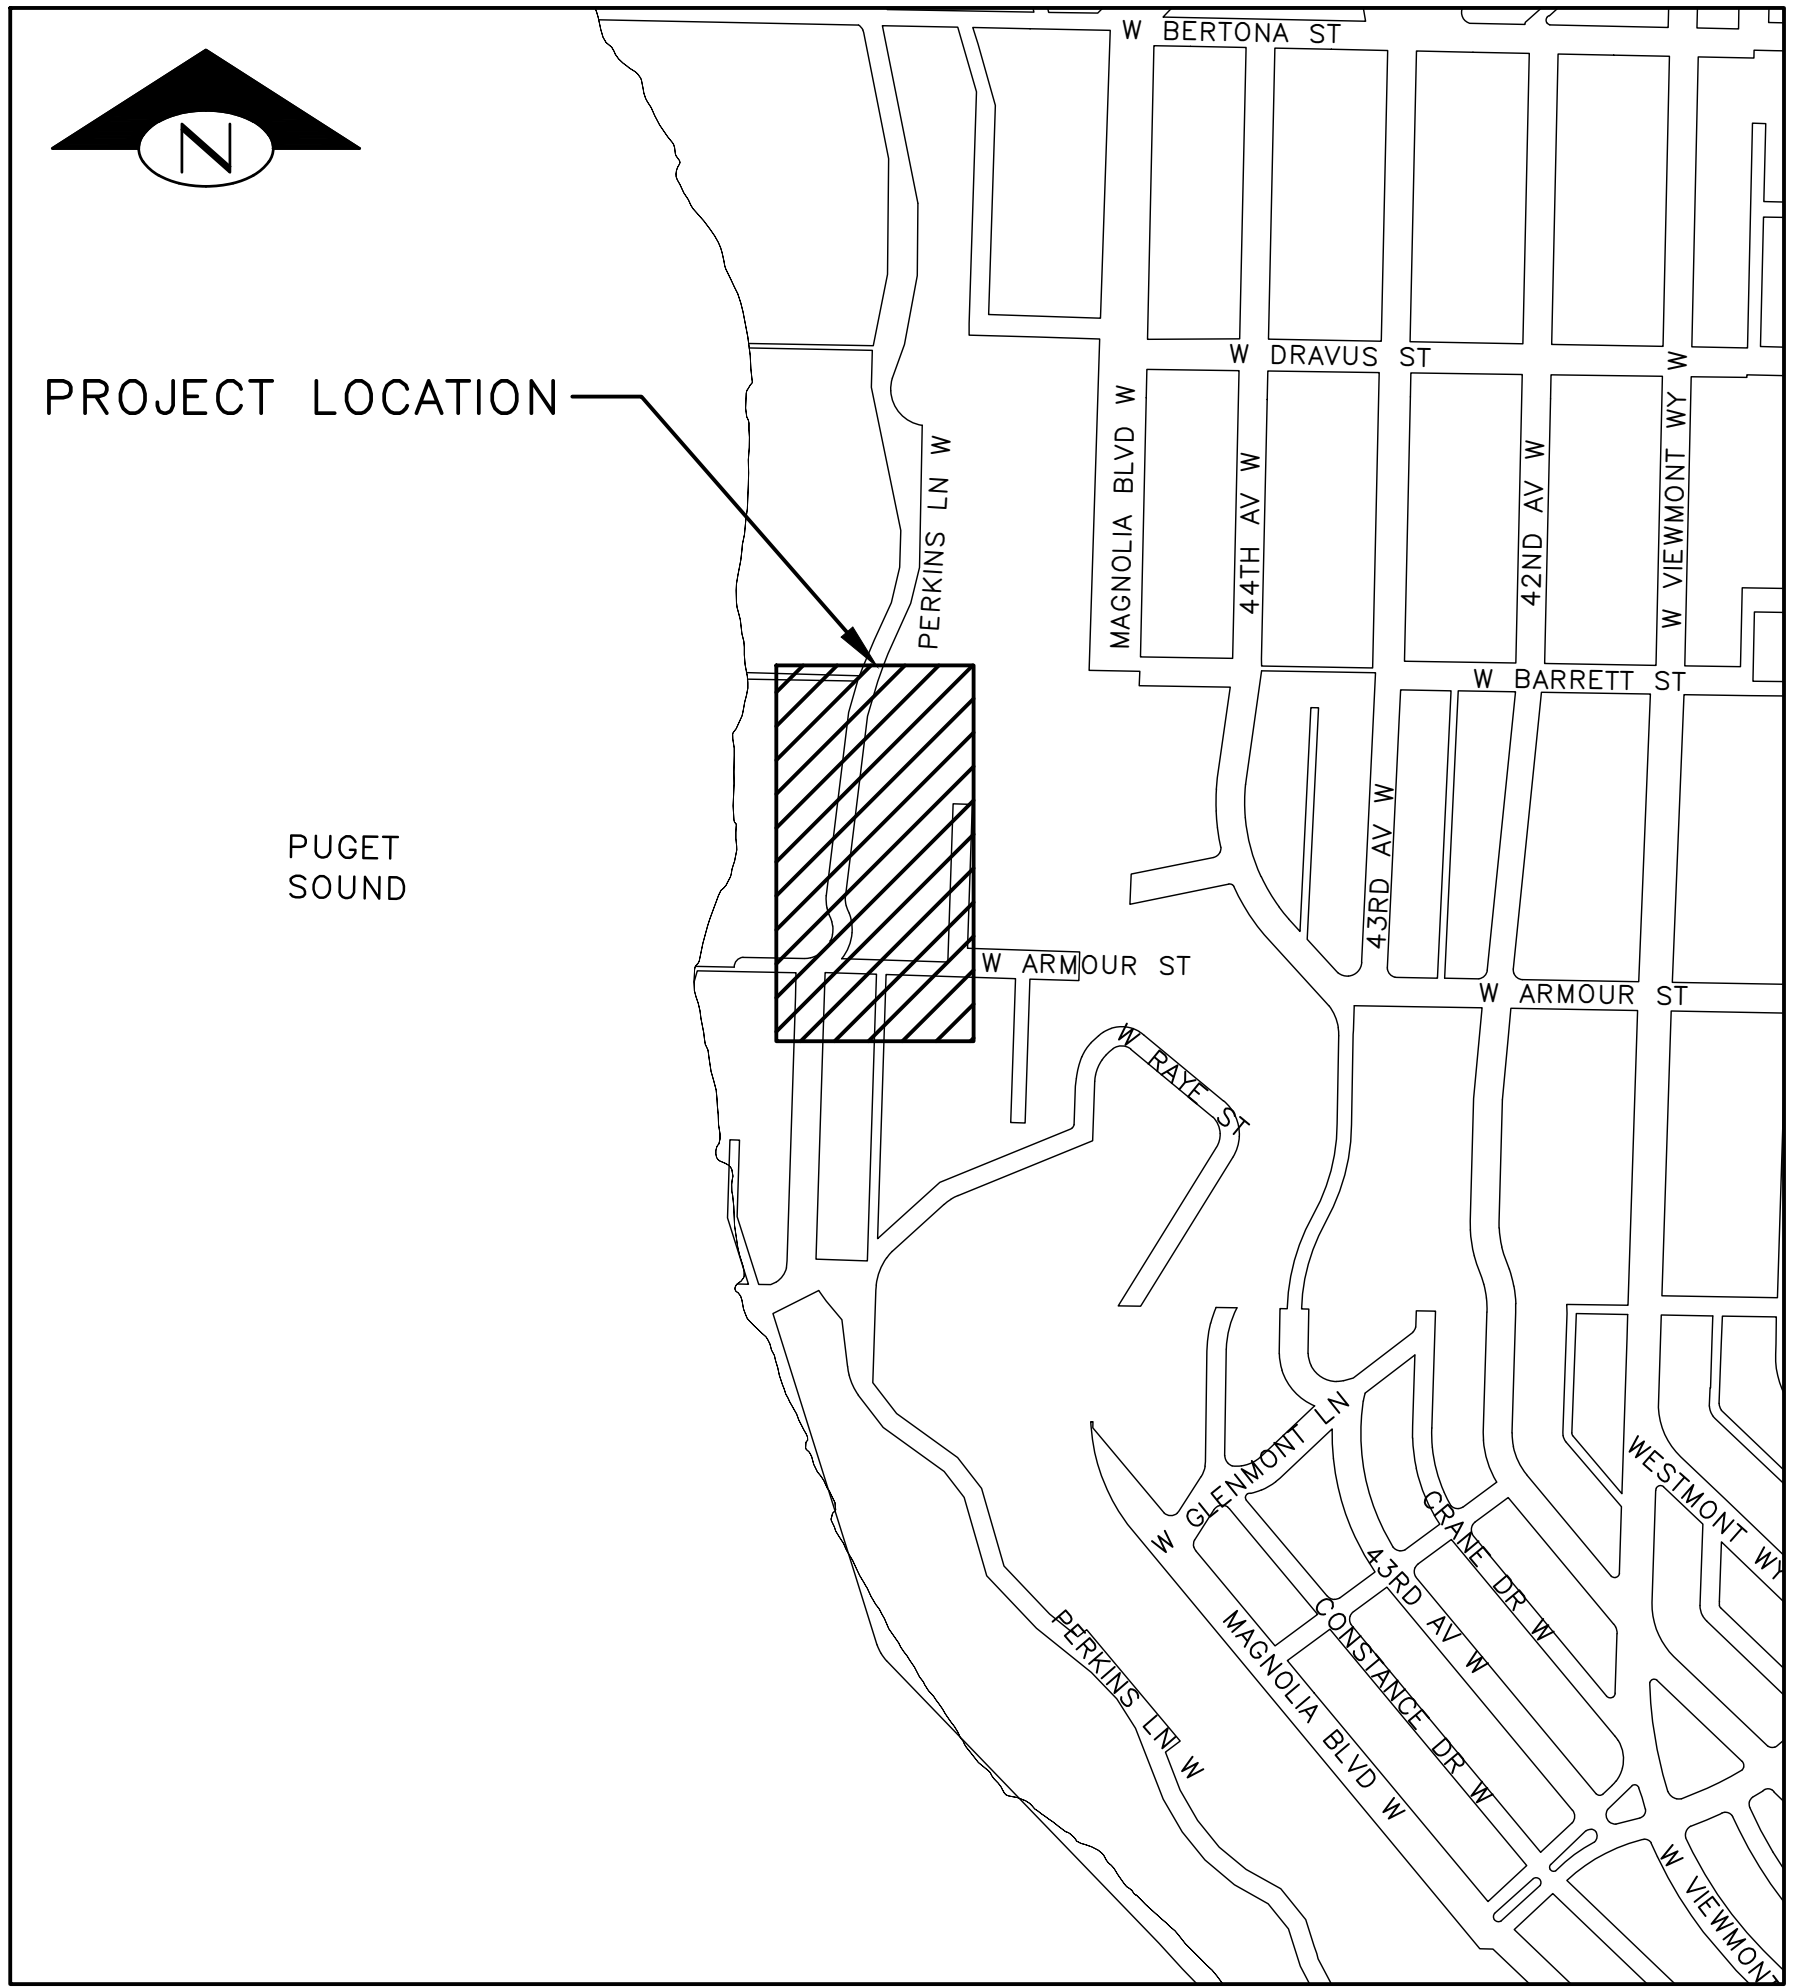 W BERTONA ST
N
W DRAVUS ST
PROJECT LOCATION
PERKINS LN W
MAGNOLIA BLVD W
44TH AV W
42ND AV W
W VIEWMONT WY W
W BARRETT ST
43RD AV W
PUGET
SOUND
W ARMOUR ST
W ARMOUR ST
W RAYE ST
W GLENMONT LN
WESTMONT WY
CRANE DR W
43RD AV W
CONSTANCE DR W
MAGNOLIA BLVD W
PERKINS LN W
W VIEWMONT